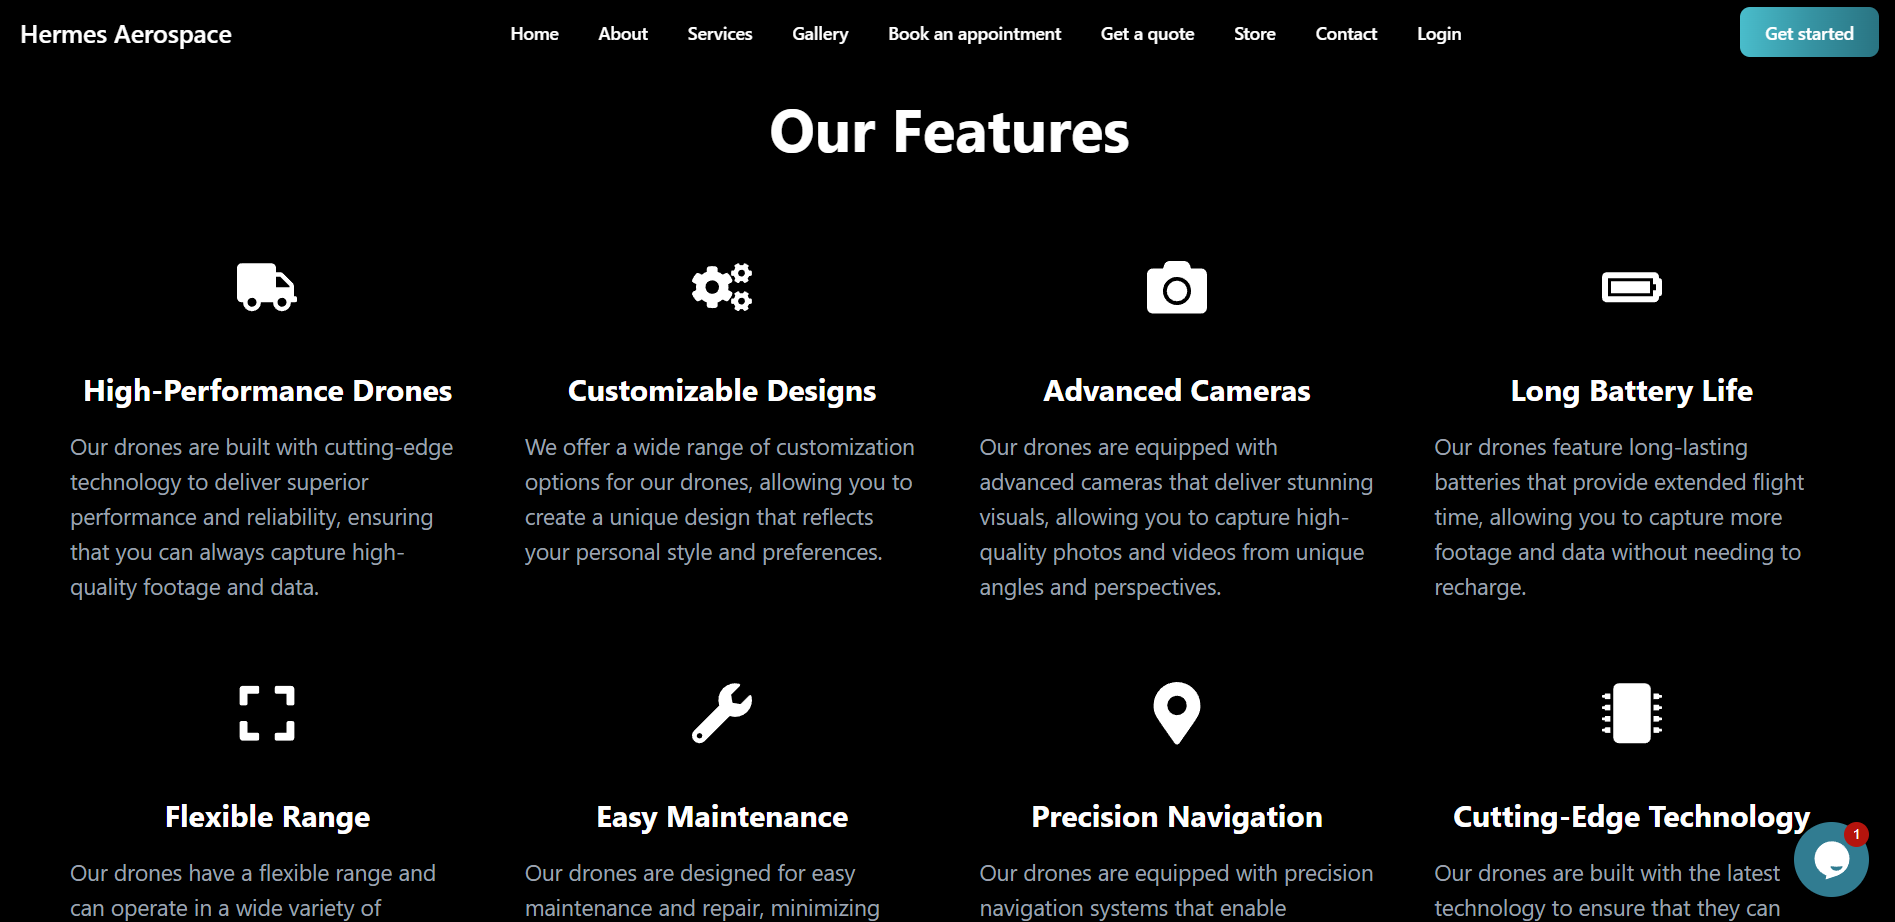 Hermes Aerospace
Home About Services Gallery Book an appointment Get a quote Store Contact Login
Get started
Our Features
High-Performance Drones
Our drones are built with cutting-edge
technology to deliver superior
performance and reliability, ensuring
that you can always capture high-
quality footage and data.
Customizable Designs
We offer a wide range of customization
options for our drones, allowing you to
create a unique design that reflects
your personal style and preferences.
Advanced Cameras
Our drones are equipped with
advanced cameras that deliver stunning
visuals, allowing you to capture high-
quality photos and videos from unique
angles and perspectives.
Long Battery Life
Our drones feature long-lasting
batteries that provide extended flight
time, allowing you to capture more
footage and data without needing to
recharge.
Flexible Range
Our drones have a flexible range and
can operate in a wide variety of
Easy Maintenance
Our drones are designed for easy
maintenance and repair, minimizing
Precision Navigation
Our drones are equipped with precision
navigation systems that enable
Cutting-Edge Technology
Our drones are built with the latest
technology to ensure that they can
1